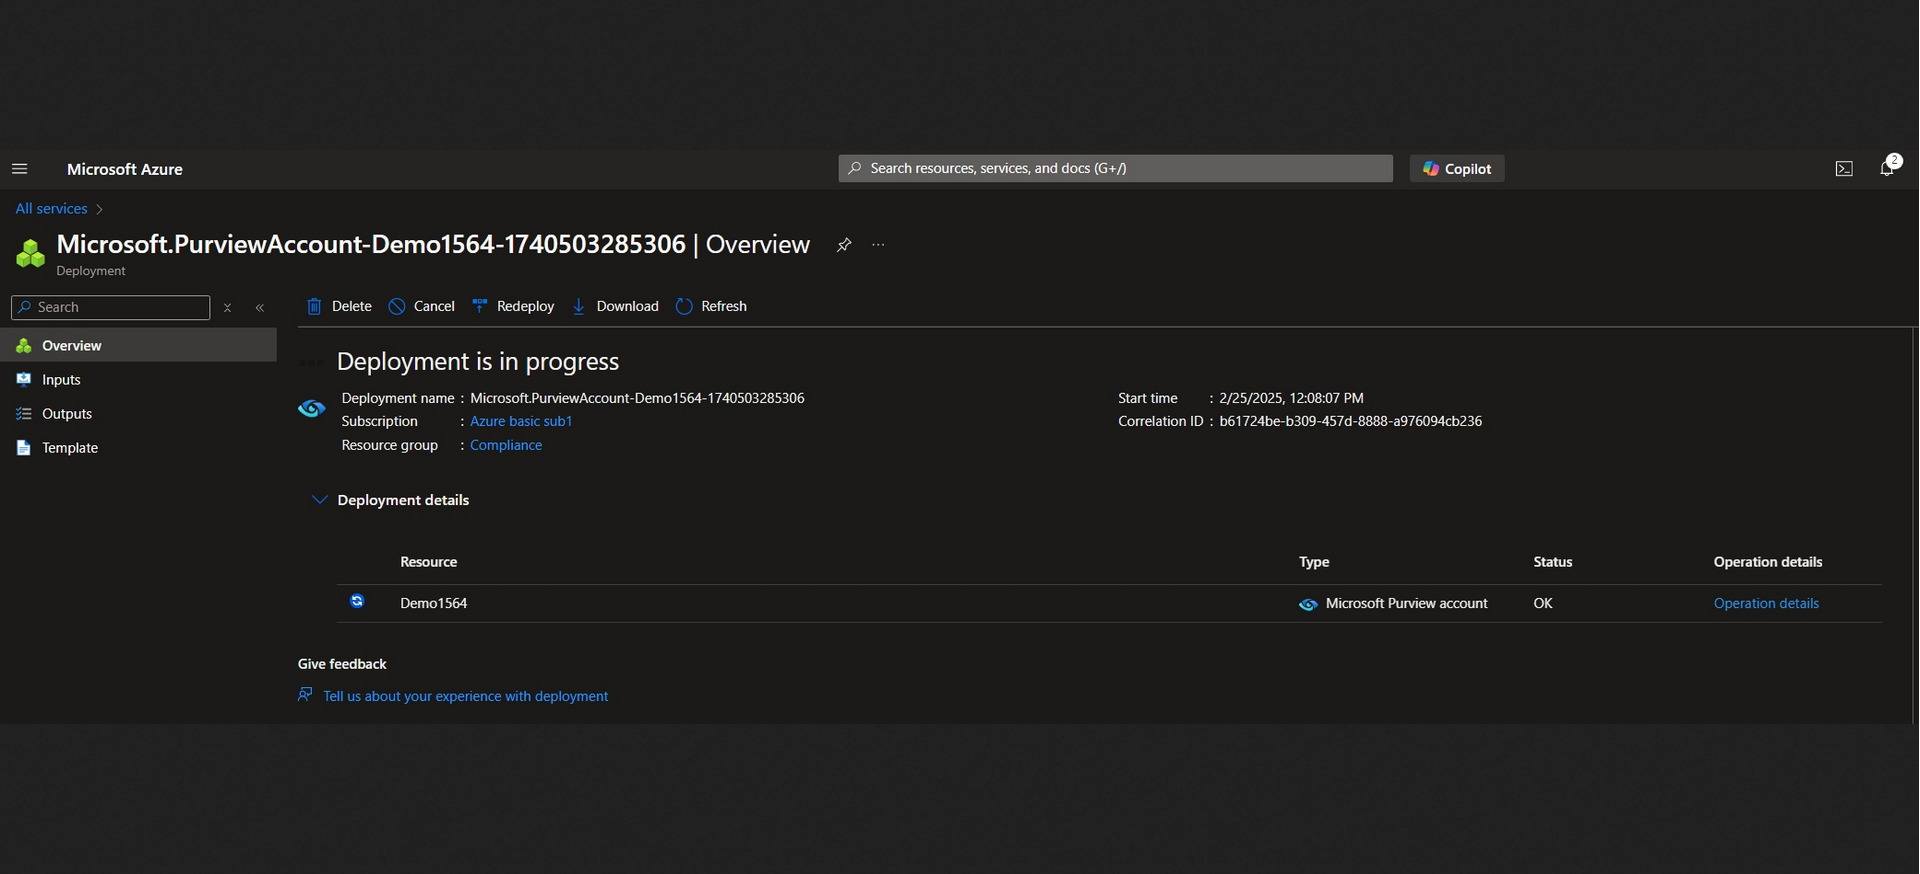 Microsoft Azure
Search resources, services, and docs (G+/)
Copilot
2
All services
Microsoft.PurviewAccount-Demo1564-1740503285306 | Overview
Deployment
Search
Delete
Cancel
Redeploy
Download
Refresh
Overview
Inputs
Outputs
Template
Deployment is in progress
Deployment name : Microsoft.PurviewAccount-Demo1564-1740503285306
Subscription : Azure basic sub1
Resource group : Compliance
Start time : 2/25/2025, 12:08:07 PM
Correlation ID : b61724be-b309-457d-8888-a976094cb236
Deployment details
Resource Type Status Operation details
Demo1564 Microsoft Purview account OK Operation details
Give feedback
Tell us about your experience with deployment